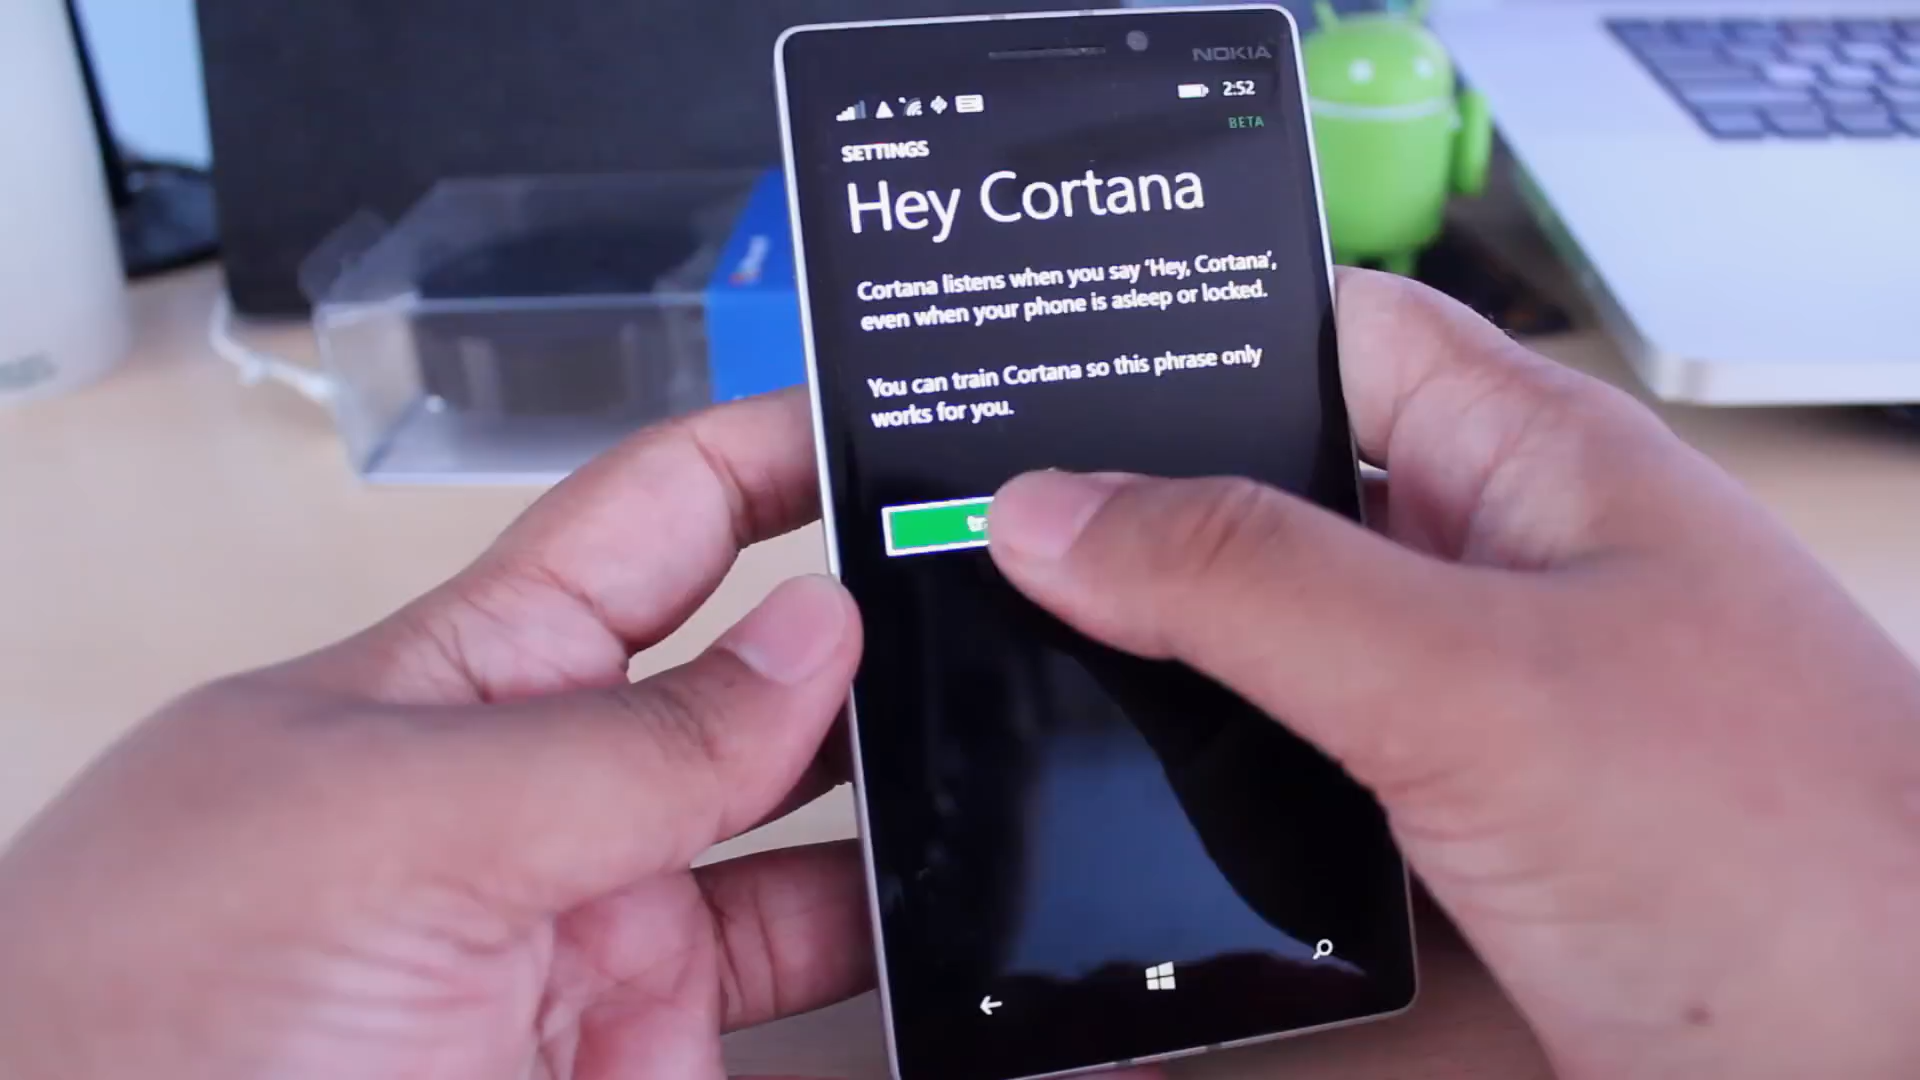 NOKIA
2:52
BETA
SETTINGS
Hey Cortana
Cortana listens when you say ‘Hey, Cortana’,
even when your phone is asleep or locked.
You can train Cortana so this phrase only
works for you.